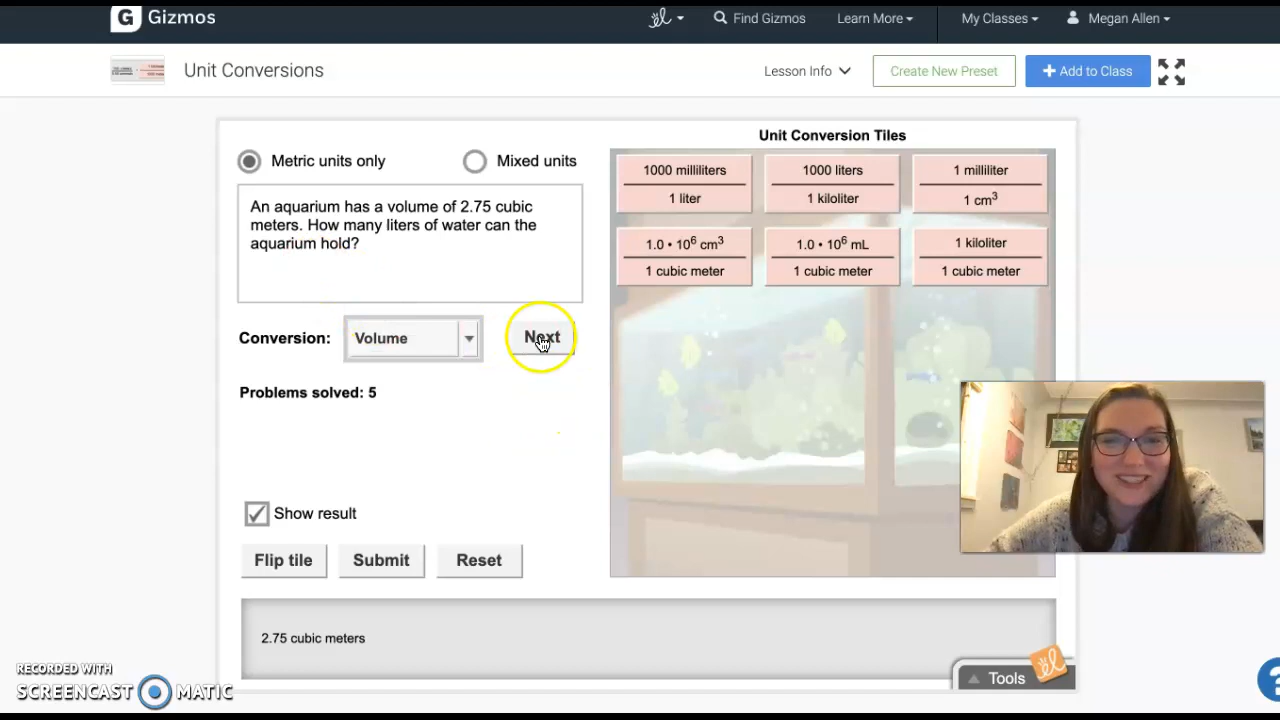 G Gizmos
Find Gizmos
Learn More
My Classes
Megan Allen
Unit Conversions
Lesson Info
Create New Preset
+ Add to Class
Metric units only
Mixed units
An aquarium has a volume of 2.75 cubic
meters. How many liters of water can the
aquarium hold?
Conversion:
Volume
Next
Problems solved: 5
Show result
Flip tile
Submit
Reset
2.75 cubic meters
Unit Conversion Tiles
1000 milliliters
1 liter
1000 liters
1 kiloliter
1 milliliter
1 cm³
1.0 • 10⁶ cm³
1 cubic meter
1.0 • 10⁶ mL
1 cubic meter
1 kiloliter
1 cubic meter
Tools
?
RECORDED WITH
SCREENCAST MATIC